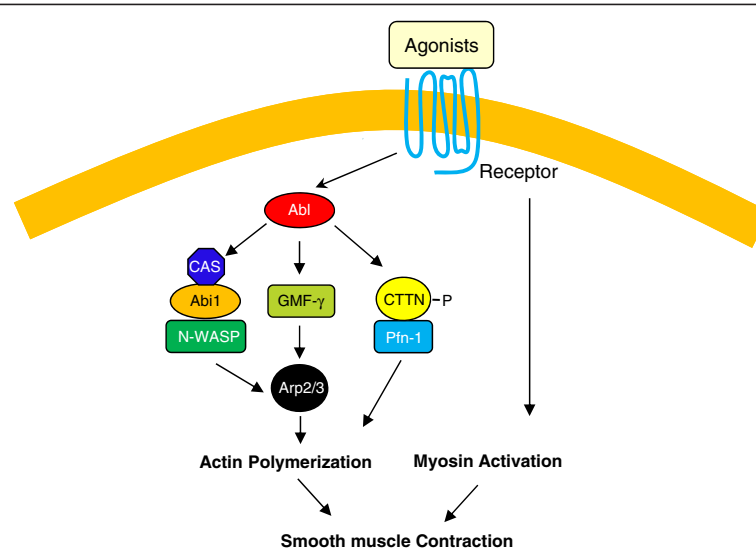 Agonists
Receptor
Abl
CAS
Abi1
N-WASP
GMF-γ
CTTN
P
Pfn-1
Arp2/3
Actin Polymerization
Myosin Activation
Smooth muscle Contraction